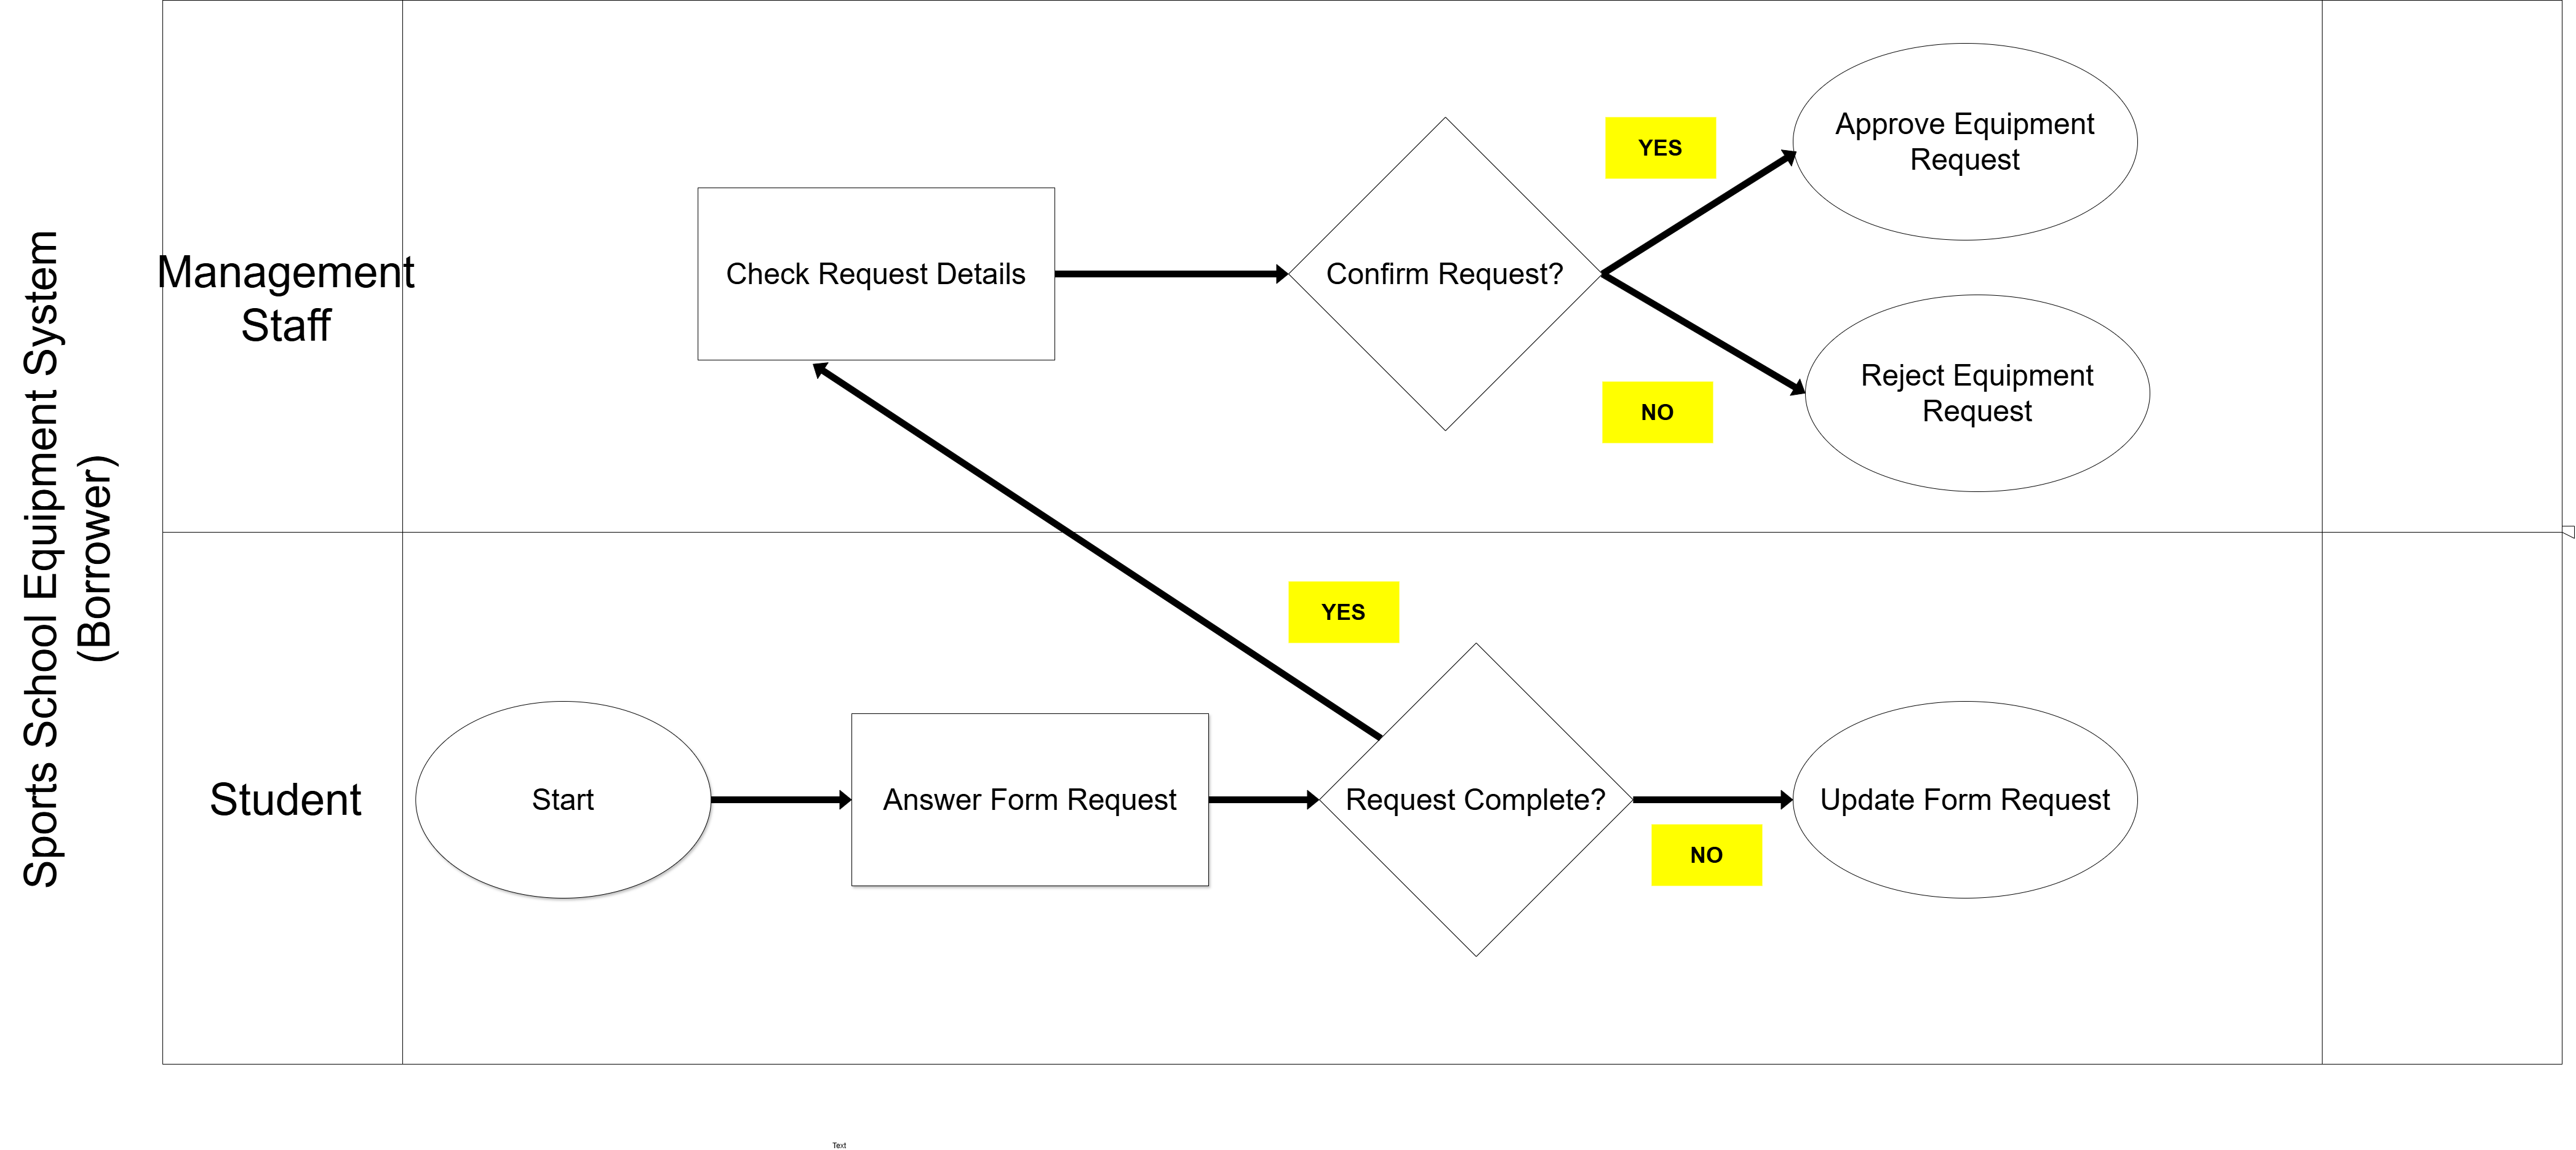 Sports School Equipment System
(Borrower)
Management
Staff
Check Request Details
Confirm Request?
YES
Approve Equipment
Request
NO
Reject Equipment
Request
Student
Start
Answer Form Request
YES
Request Complete?
NO
Update Form Request
Text